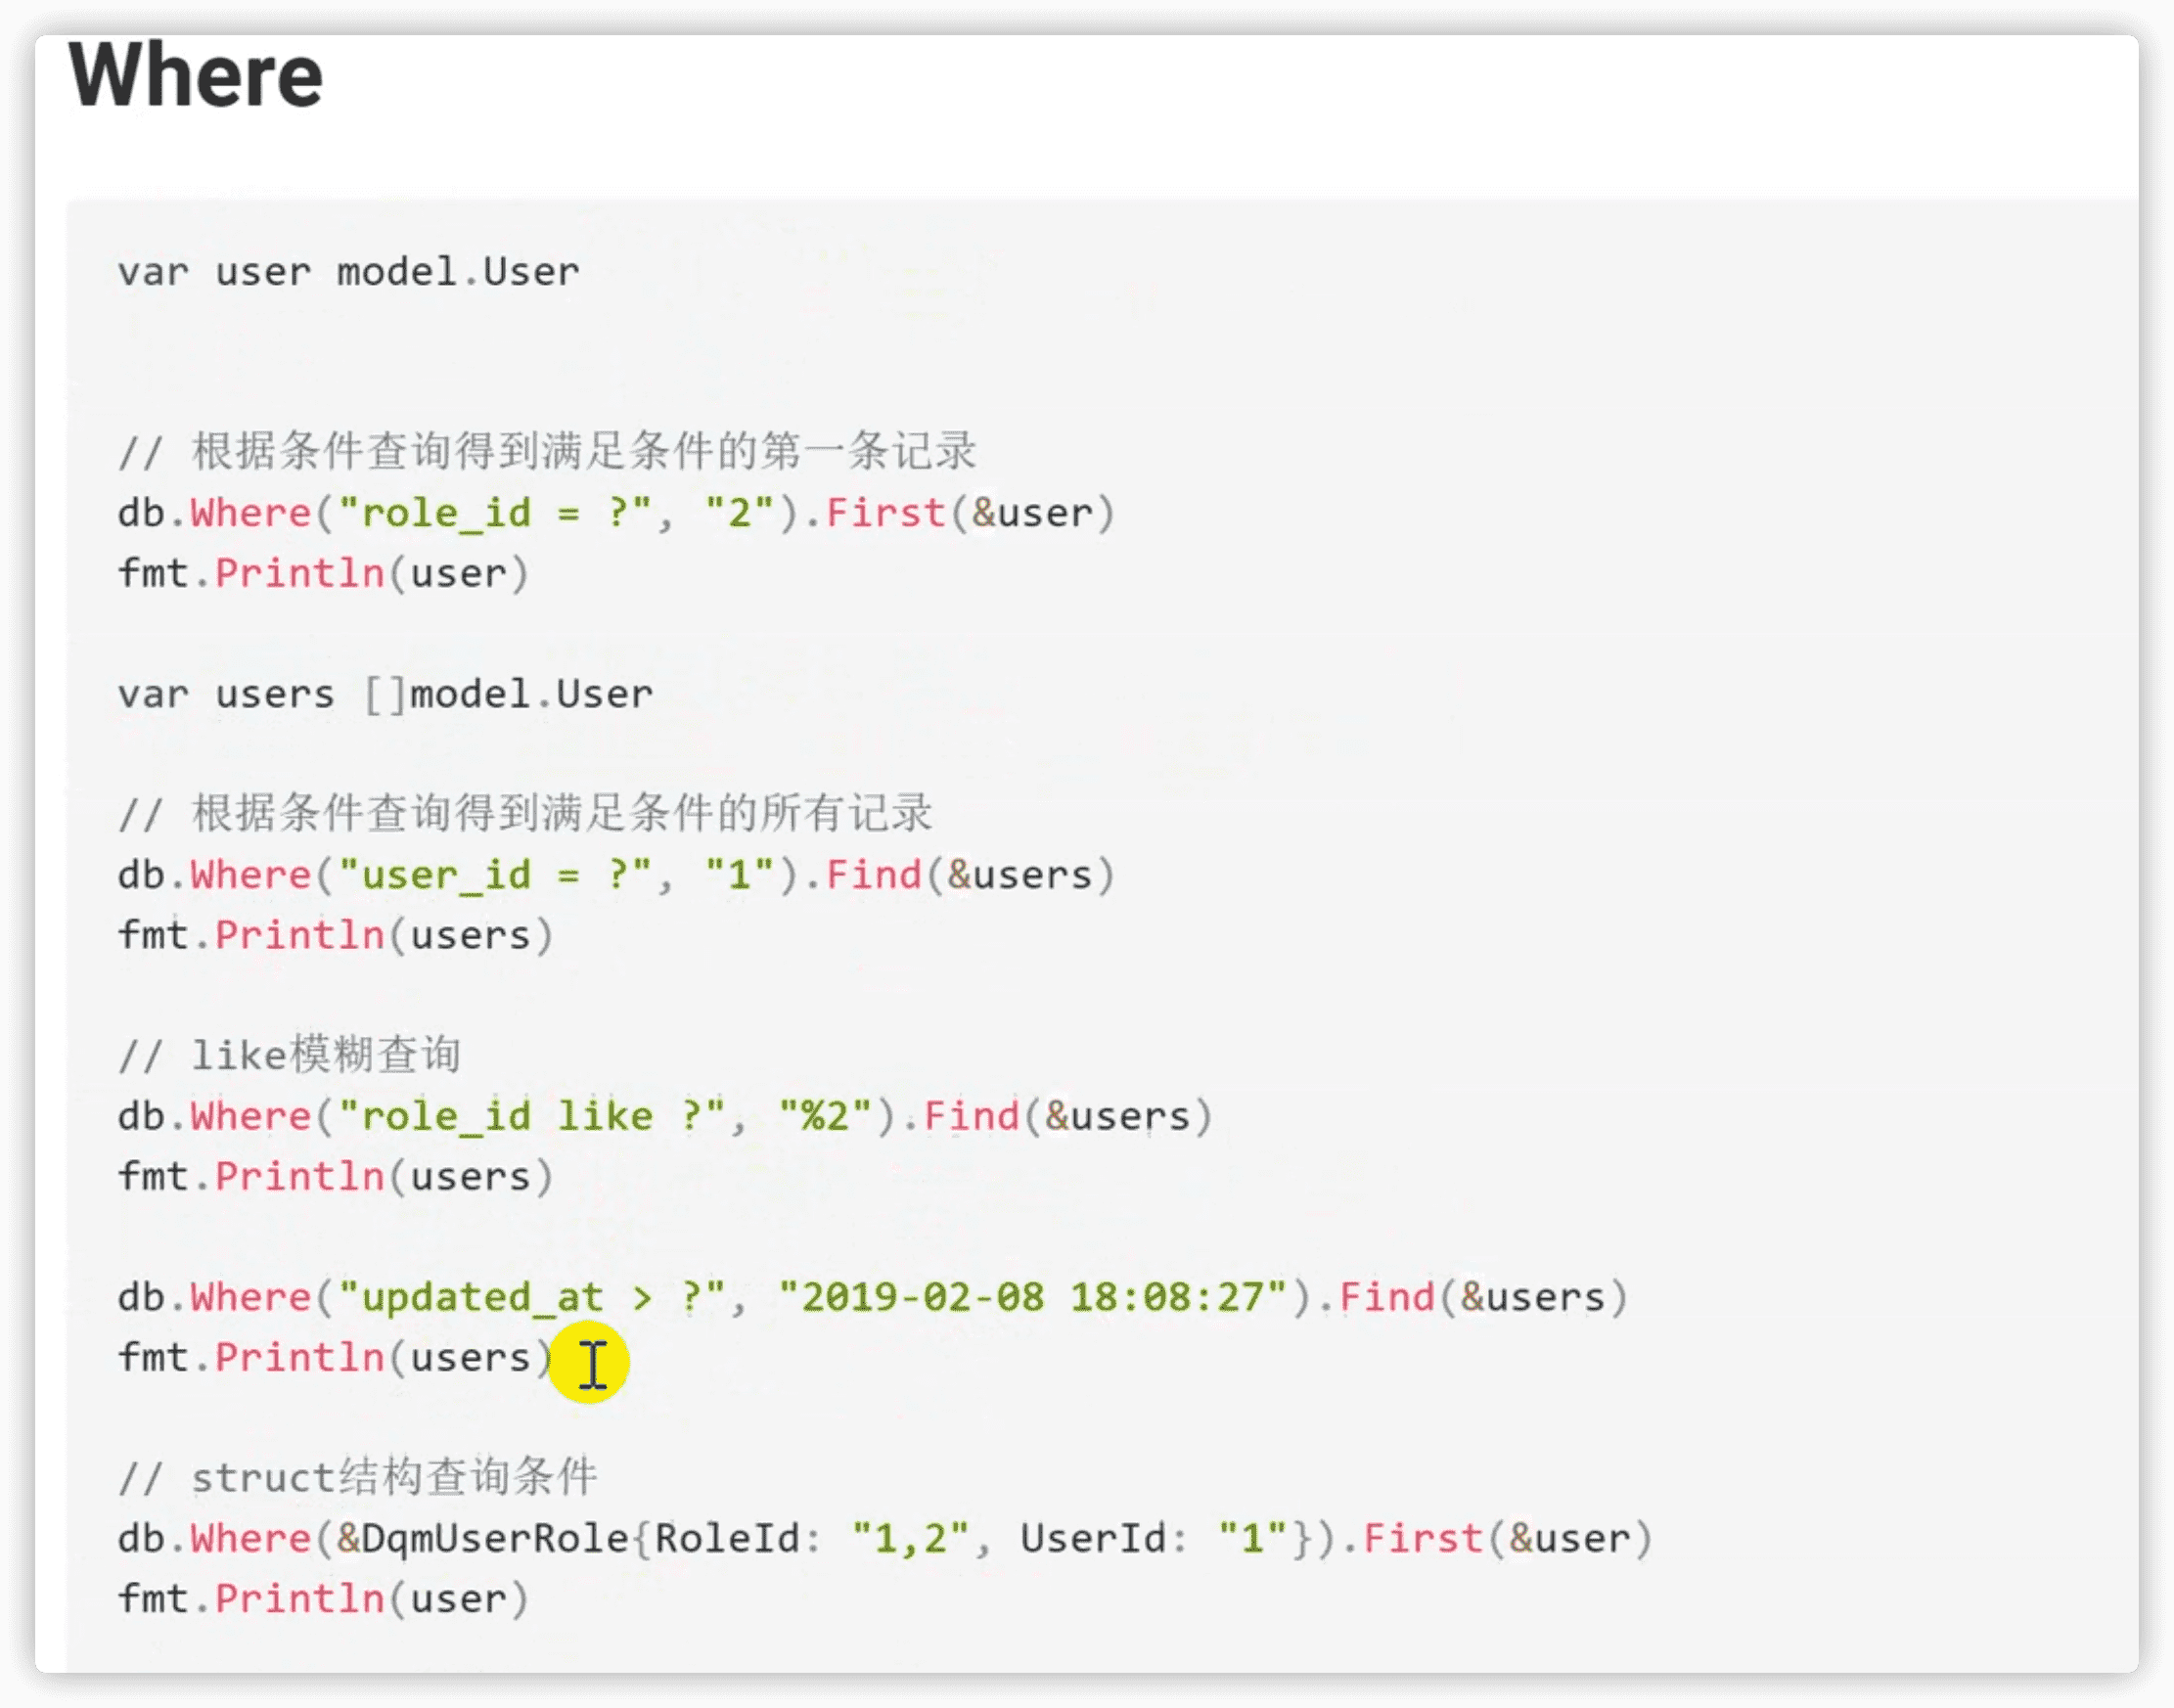 Where
var user model.User
// 根据条件查询得到满足条件的第一条记录
db.Where("role_id = ?", "2").First(&user)
fmt.Println(user)
var users []model.User
// 根据条件查询得到满足条件的所有记录
db.Where("user_id = ?", "1").Find(&users)
fmt.Println(users)
// like模糊查询
db.Where("role_id like ?", "%2").Find(&users)
fmt.Println(users)
db.Where("updated_at > ?", "2019-02-08 18:08:27").Find(&users)
fmt.Println(users)
// struct结构查询条件
db.Where(&DqmUserRole{RoleId: "1,2", UserId: "1"}).First(&user)
fmt.Println(user)